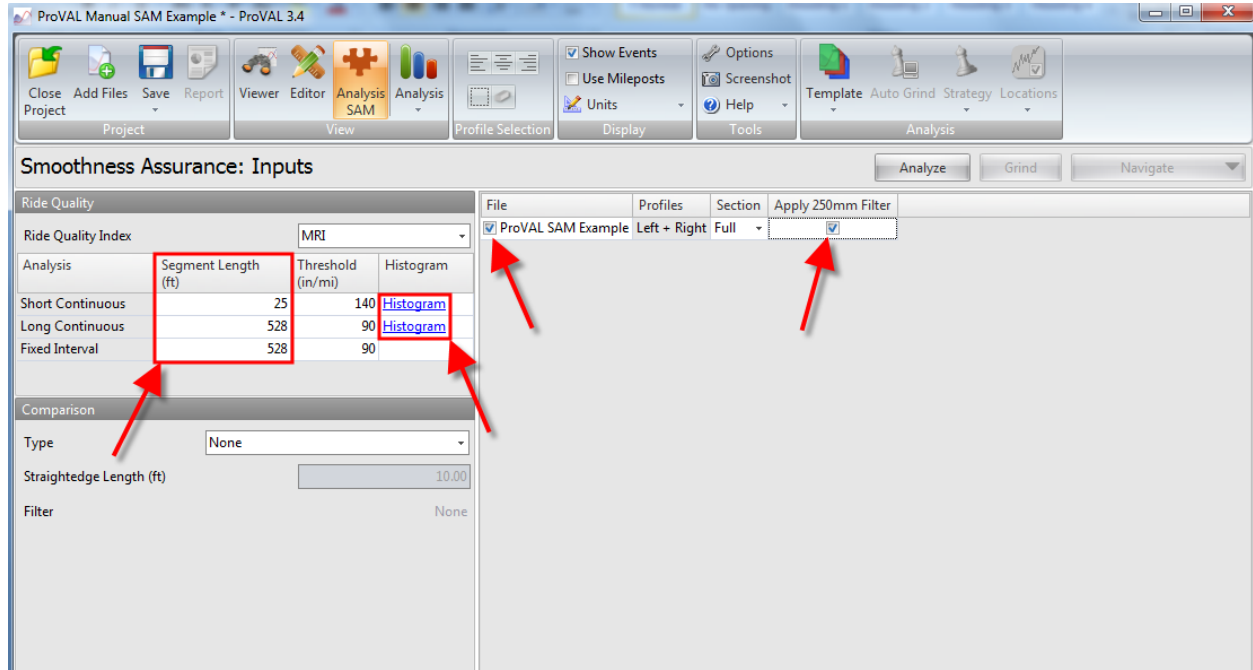 ProVAL Manual SAM Example * - ProVAL 3.4
Close Project
Add Files
Save
Report
Project
Viewer
Editor
Analysis SAM
Analysis
View
Profile Selection
Show Events
Use Mileposts
Units
Display
Options
Screenshot
Help
Tools
Template
Auto Grind
Strategy
Locations
Analysis
Smoothness Assurance: Inputs
Analyze
Grind
Navigate
Ride Quality
Ride Quality Index
MRI
Analysis
Segment Length (ft)
Threshold (in/mi)
Histogram
Short Continuous 25 140 Histogram
Long Continuous 528 90 Histogram
Fixed Interval 528 90
Comparison
Type None
Straightedge Length (ft) 10.00
Filter None
File Profiles Section Apply 250mm Filter
ProVAL SAM Example Left + Right Full